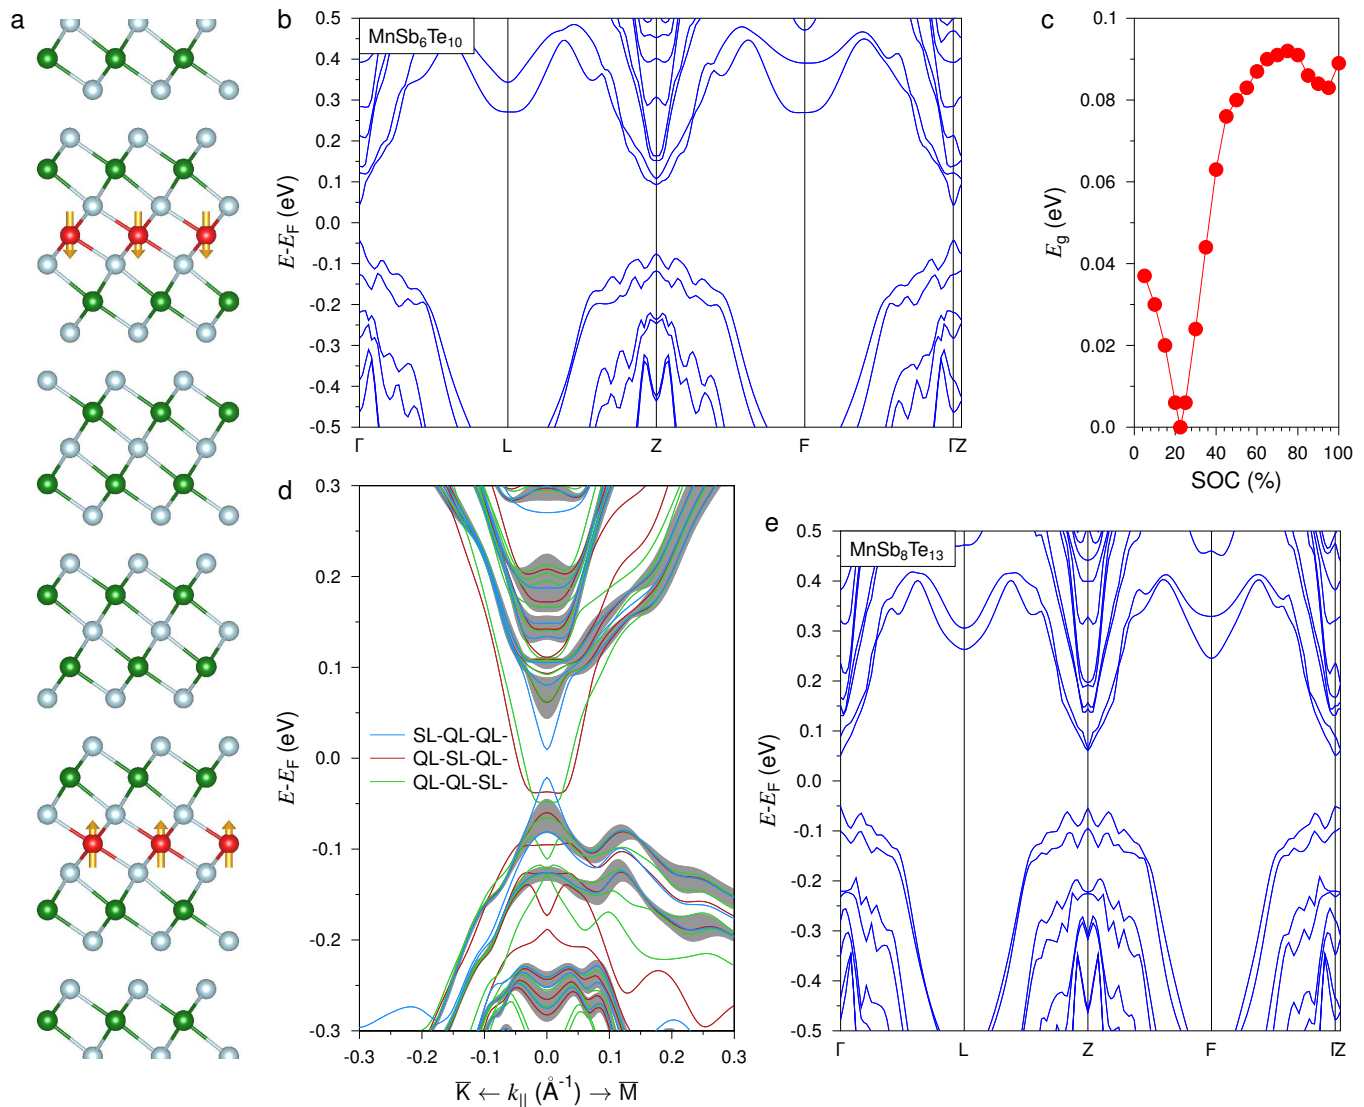 a
b
MnSb6Te10
E-EF (eV)
0.5
0.4
0.3
0.2
0.1
0.0
-0.1
-0.2
-0.3
-0.4
-0.5
Γ L Z F ΓZ
c
Eg (eV)
0.1
0.08
0.06
0.04
0.02
0.0
0 20 40 60 80 100
SOC (%)
d
E-EF (eV)
0.3
0.2
0.1
0.0
-0.1
-0.2
-0.3
SL-QL-QL-
QL-SL-QL-
QL-QL-SL-
-0.3 -0.2 -0.1 0.0 0.1 0.2 0.3
K̅ ← k|| (Å-1) → M̅
e
MnSb8Te13
E-EF (eV)
0.5
0.4
0.3
0.2
0.1
0.0
-0.1
-0.2
-0.3
-0.4
-0.5
Γ L Z F ΓZ